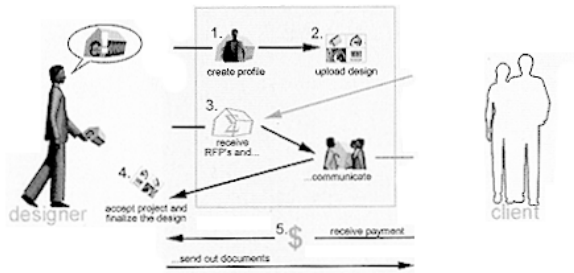 1.
2.
create profile
upload design
3.
receive
RFP's and...
...communicate
4.
designer
accept project and
finalize the design
client
5.
$
receive payment
...send out documents